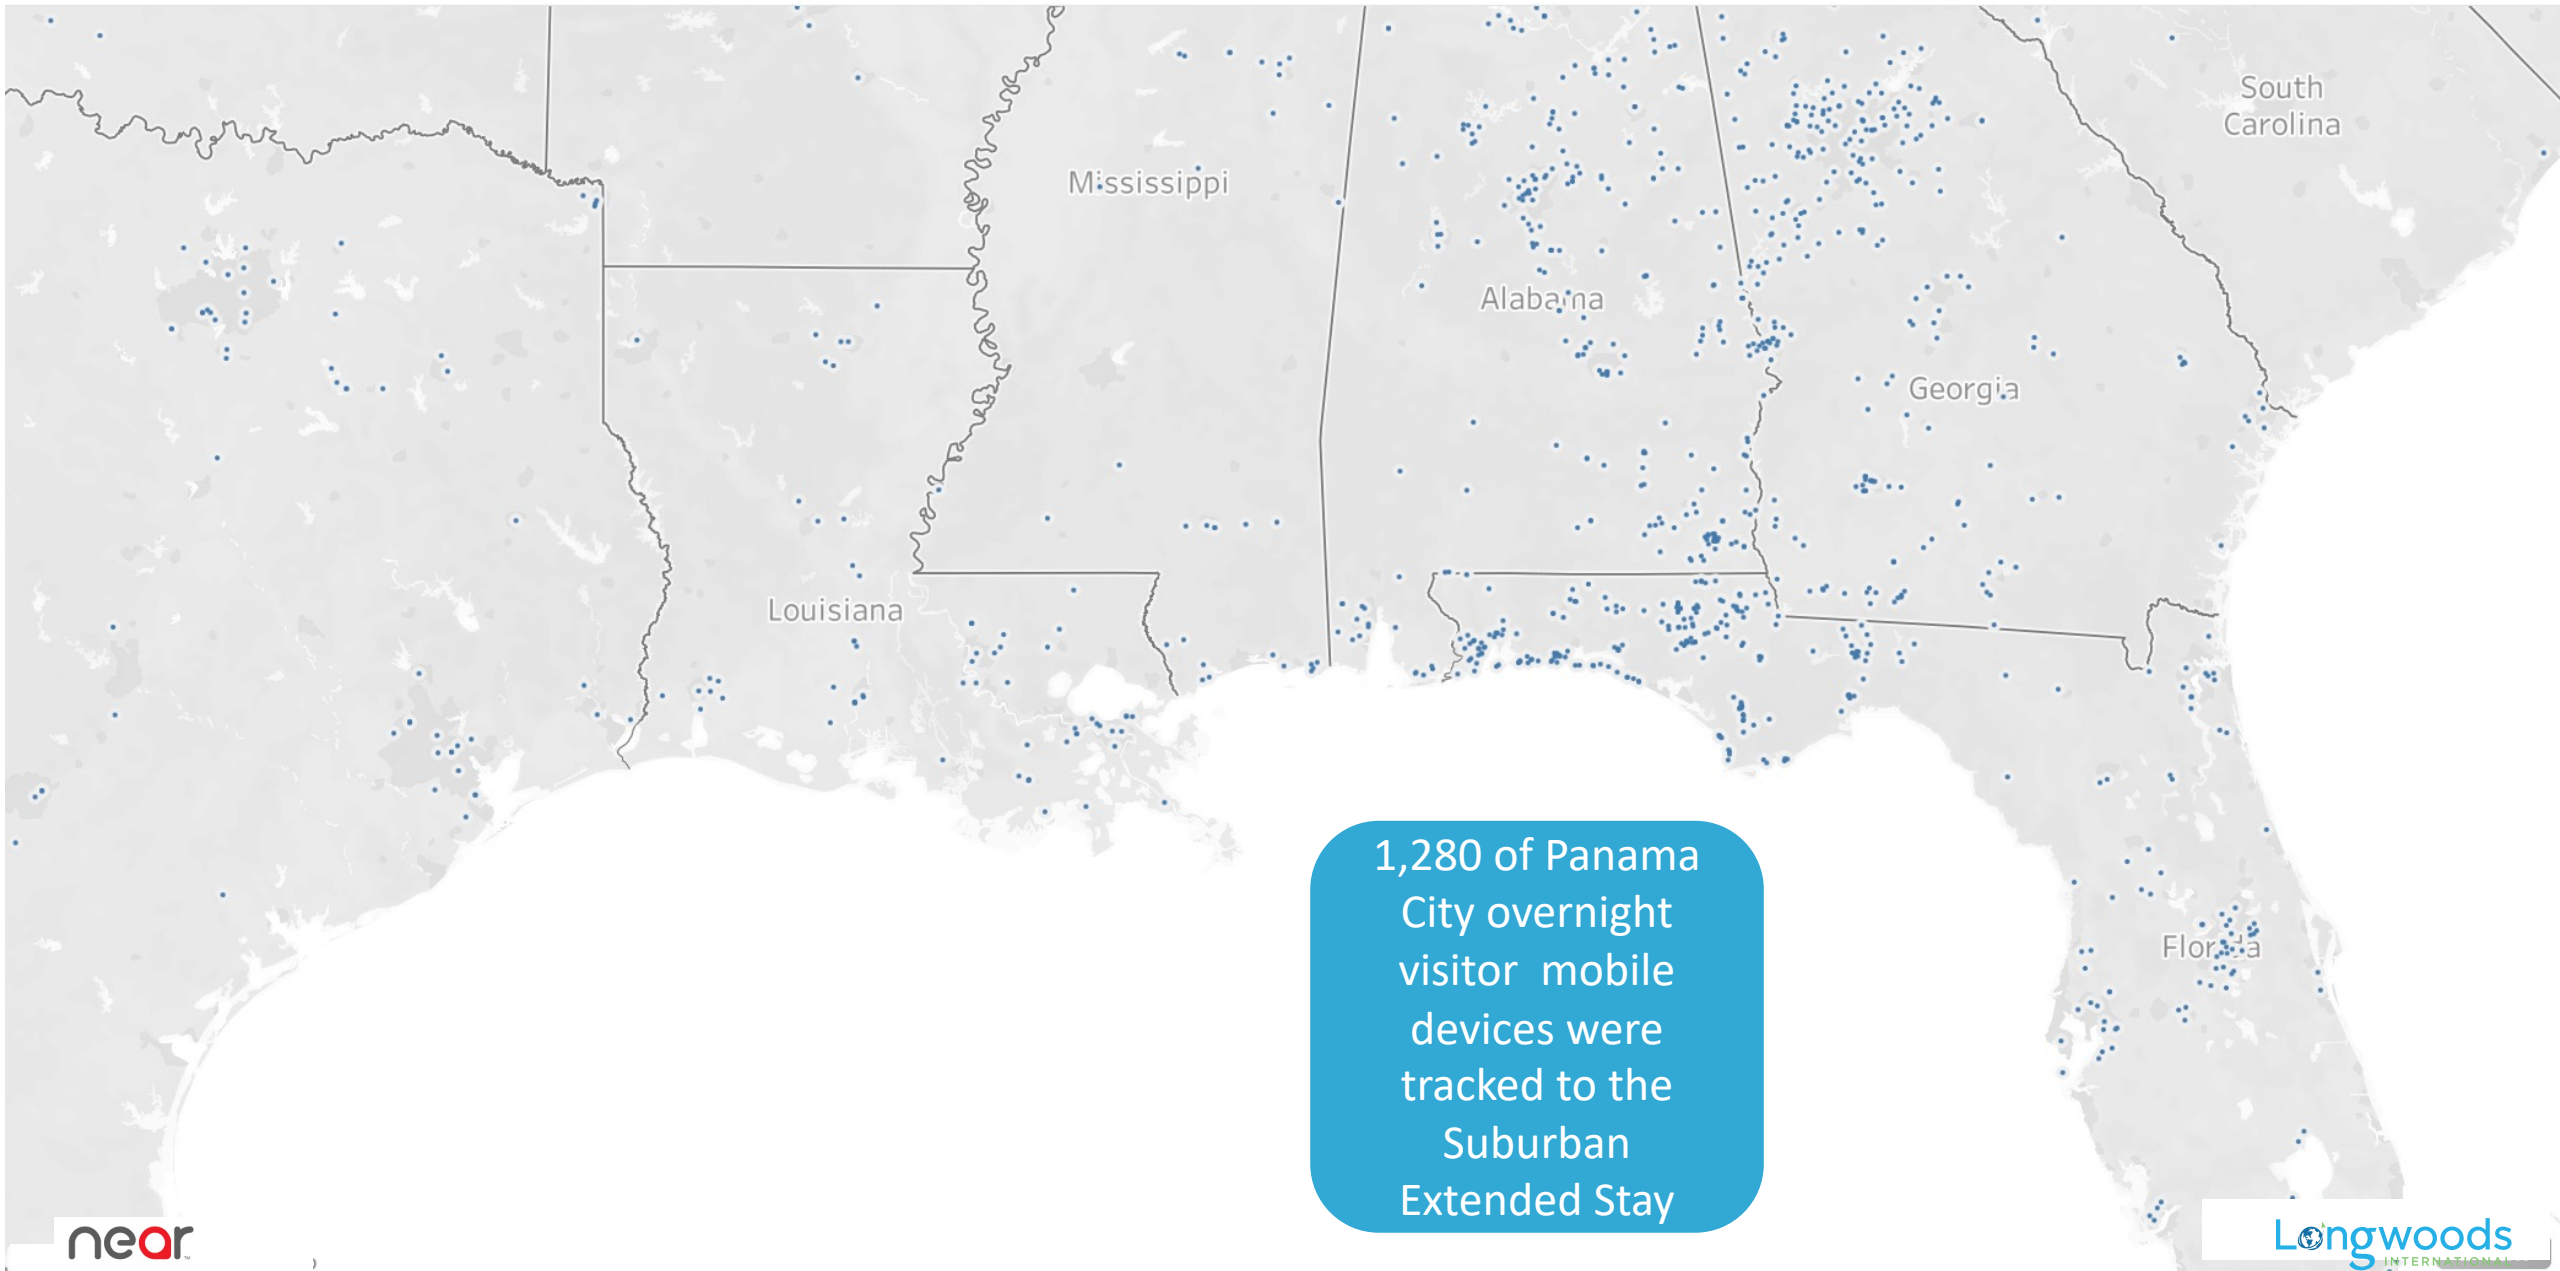 South
Carolina
Mississippi
Alabama
Georgia
Louisiana
Florida
1,280 of Panama
City overnight
visitor  mobile
devices were
tracked to the
Suburban
Extended Stay
near
Longwoods
INTERNATIONAL